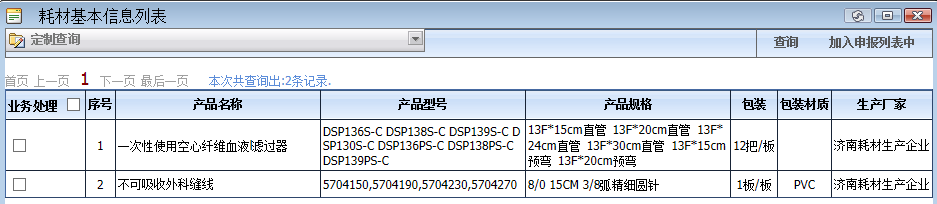 耗材基本信息列表
定制查询
查询 加入申报列表中
首页 上一页 1 下一页 最后一页 本次共查询出:2条记录.
业务处理 序号 产品名称 产品型号 产品规格 包装 包装材质 生产厂家
1 一次性使用空心纤维血液滤过器 DSP136S-C DSP138S-C DSP139S-C D
SP130S-C DSP136PS-C DSP138PS-C
DSP139PS-C
13F*15cm直管 13F*20cm直管 13F*
24cm直管 13F*30cm直管 13F*15cm
预弯 13F*20cm预弯
12把/板 济南耗材生产企业
2 不可吸收外科缝线 5704150,5704190,5704230,5704270 8/0 15CM 3/8弧精细圆针 1板/板 PVC 济南耗材生产企业